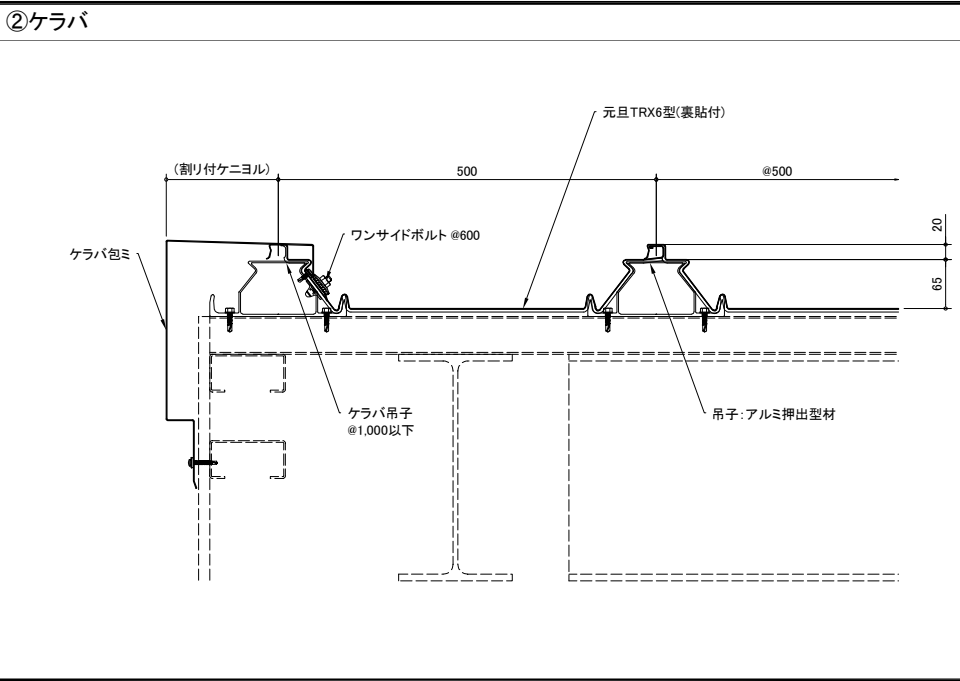 ②ケラバ
元旦TRX6型(裏貼付)
(割り付ケニヨル)
500
@500
ケラバ包ミ
ワンサイドボルト @600
20
65
ケラバ吊子
@1,000以下
吊子:アルミ押出型材